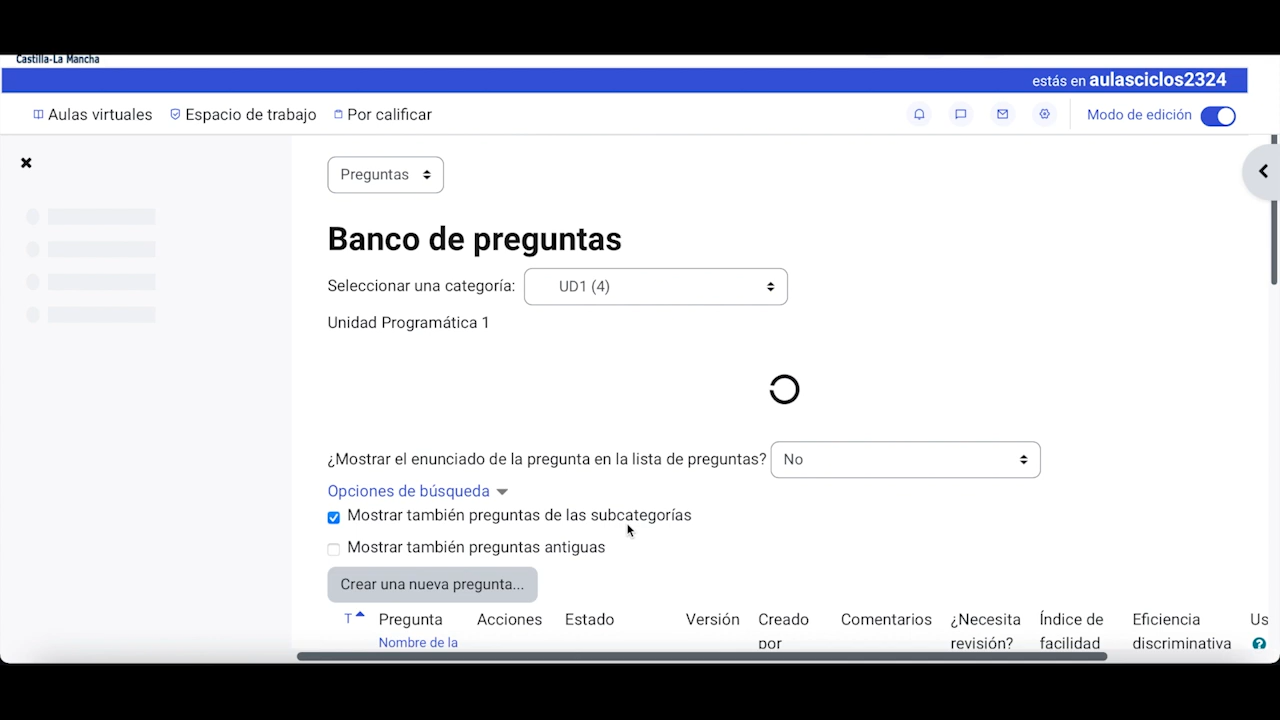 Castilla-La Mancha
estás en aulasciclos2324
Aulas virtuales Espacio de trabajo Por calificar Modo de edición
Preguntas
Banco de preguntas
Seleccionar una categoría: UD1 (4)
Unidad Programática 1
¿Mostrar el enunciado de la pregunta en la lista de preguntas? No
Opciones de búsqueda
Mostrar también preguntas de las subcategorías
Mostrar también preguntas antiguas
Crear una nueva pregunta...
T Pregunta Acciones Estado Versión Creado Comentarios ¿Necesita Índice de Eficiencia Us
Nombre de la por revisión? facilidad discriminativa